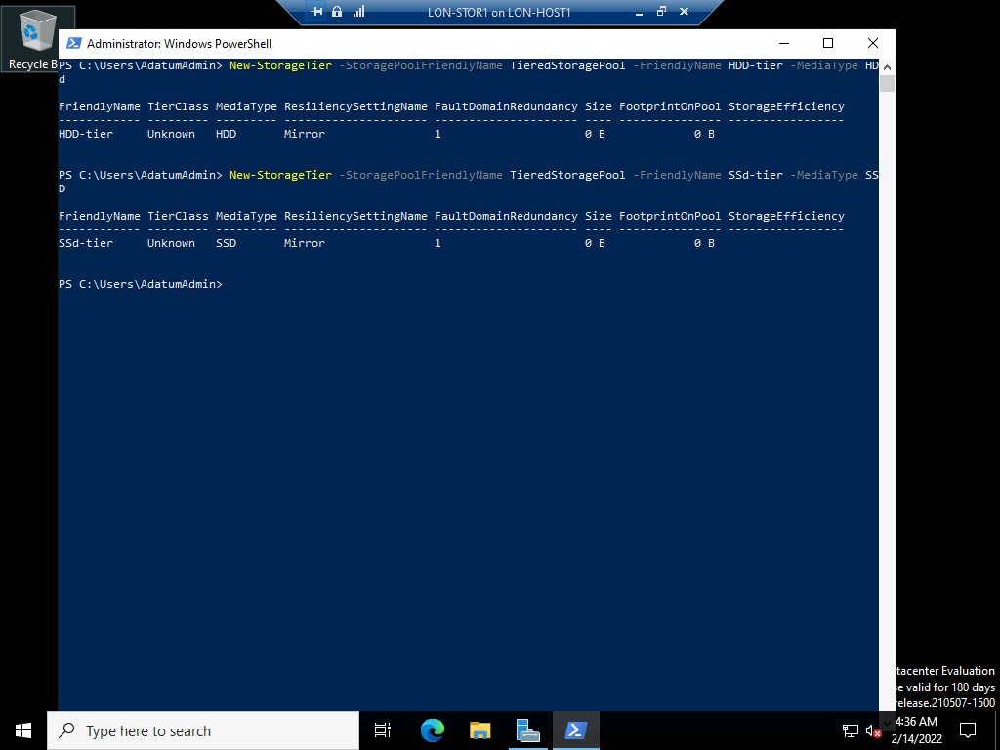 LON-STOR1 on LON-HOST1
Recycle B
Administrator: Windows PowerShell
PS C:\Users\AdatumAdmin> New-StorageTier -StoragePoolFriendlyName TieredStoragePool -FriendlyName HDD-tier -MediaType HD
d
FriendlyName TierClass MediaType ResiliencySettingName FaultDomainRedundancy Size FootprintOnPool StorageEfficiency
------------ --------- --------- --------------------- --------------------- ---- --------------- -----------------
HDD-tier Unknown HDD Mirror 1 0 B 0 B
PS C:\Users\AdatumAdmin> New-StorageTier -StoragePoolFriendlyName TieredStoragePool -FriendlyName SSd-tier -MediaType SS
D
FriendlyName TierClass MediaType ResiliencySettingName FaultDomainRedundancy Size FootprintOnPool StorageEfficiency
------------ --------- --------- --------------------- --------------------- ---- --------------- -----------------
SSd-tier Unknown SSD Mirror 1 0 B 0 B
PS C:\Users\AdatumAdmin>
tacenter Evaluation
se valid for 180 days
release.210507-1500
Type here to search
4:36 AM
2/14/2022